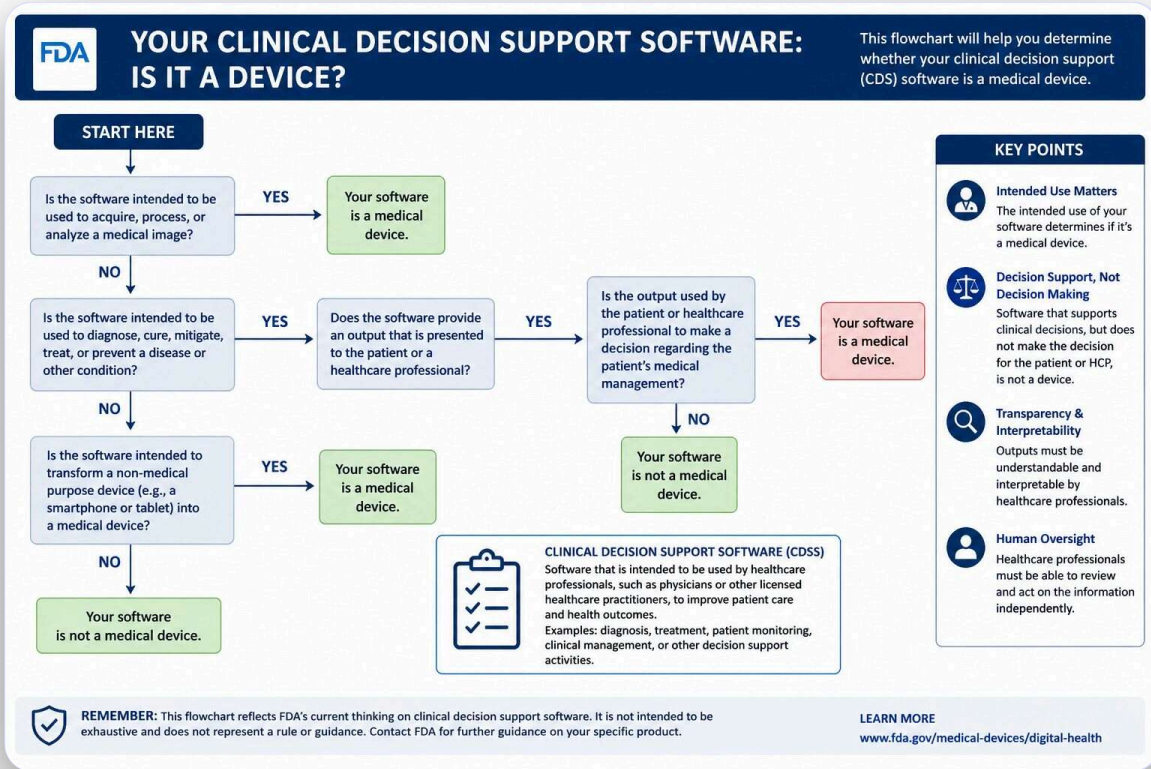 FDA
YOUR CLINICAL DECISION SUPPORT SOFTWARE:
IS IT A DEVICE?
This flowchart will help you determine
whether your clinical decision support
(CDS) software is a medical device.
START HERE
Is the software intended to be
used to acquire, process, or
analyze a medical image?
YES
Your software
is a medical
device.
NO
Is the software intended to be
used to diagnose, cure, mitigate,
treat, or prevent a disease or
other condition?
YES
Does the software provide
an output that is presented
to the patient or a
healthcare professional?
YES
Is the output used by
the patient or healthcare
professional to make a
decision regarding the
patient's medical
management?
YES
Your software
is a medical
device.
NO
Your software
is not a medical
device.
NO
Is the software intended to
transform a non-medical
purpose device (e.g., a
smartphone or tablet) into
a medical device?
YES
Your software
is a medical
device.
NO
Your software
is not a medical device.
CLINICAL DECISION SUPPORT SOFTWARE (CDSS)
Software that is intended to be used by healthcare
professionals, such as physicians or other licensed
healthcare practitioners, to improve patient care
and health outcomes.
Examples: diagnosis, treatment, patient monitoring,
clinical management, or other decision support
activities.
KEY POINTS
Intended Use Matters
The intended use of your
software determines if it's
a medical device.
Decision Support, Not
Decision Making
Software that supports
clinical decisions, but does
not make the decision
for the patient or HCP,
is not a device.
Transparency &
Interpretability
Outputs must be
understandable and
interpretable by
healthcare professionals.
Human Oversight
Healthcare professionals
must be able to review
and act on the information
independently.
REMEMBER: This flowchart reflects FDA's current thinking on clinical decision support software. It is not intended to be
exhaustive and does not represent a rule or guidance. Contact FDA for further guidance on your specific product.
LEARN MORE
www.fda.gov/medical-devices/digital-health